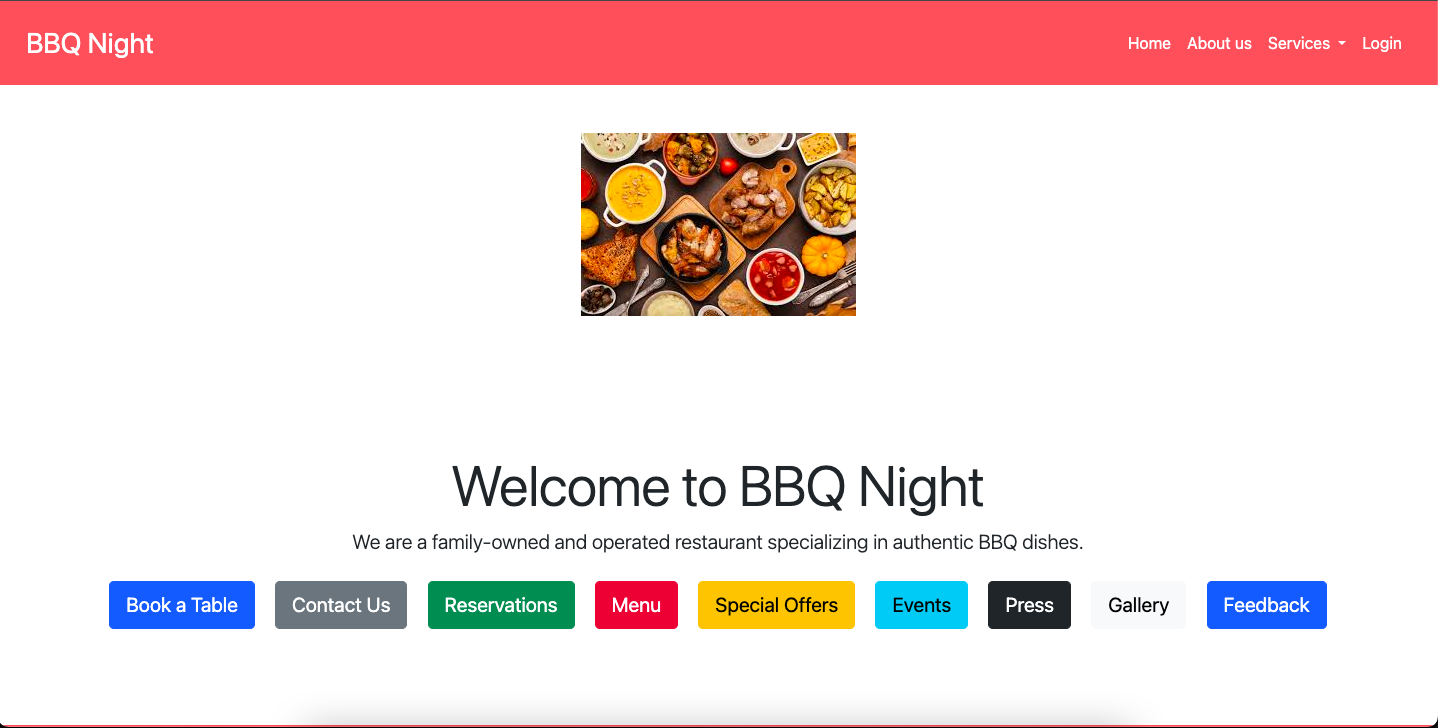 BBQ Night
Home About us Services Login
Welcome to BBQ Night
We are a family-owned and operated restaurant specializing in authentic BBQ dishes.
Book a Table Contact Us Reservations Menu Special Offers Events Press Gallery Feedback